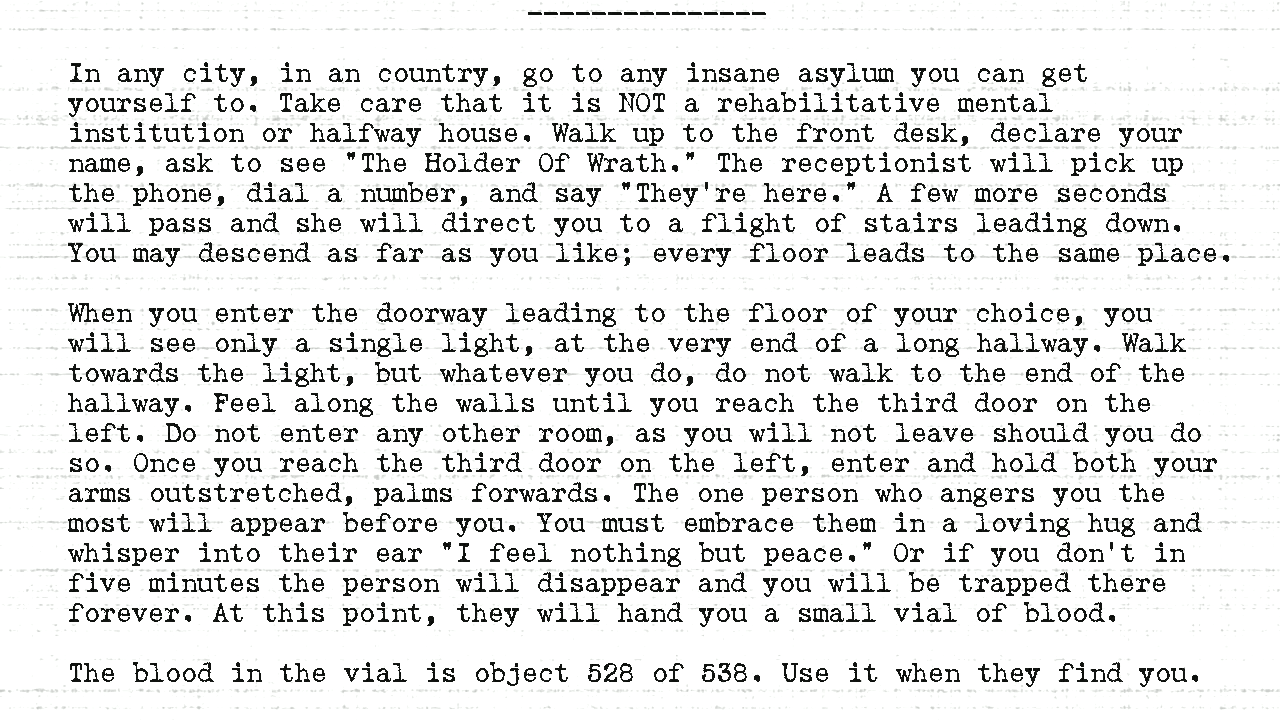 In any city, in an country, go to any insane asylum you can get
yourself to. Take care that it is NOT a rehabilitative mental
institution or halfway house. Walk up to the front desk, declare your
name, ask to see "The Holder Of Wrath." The receptionist will pick up
the phone, dial a number, and say "They're here." A few more seconds
will pass and she will direct you to a flight of stairs leading down.
You may descend as far as you like; every floor leads to the same place.
When you enter the doorway leading to the floor of your choice, you
will see only a single light, at the very end of a long hallway. Walk
towards the light, but whatever you do, do not walk to the end of the
hallway. Feel along the walls until you reach the third door on the
left. Do not enter any other room, as you will not leave should you do
so. Once you reach the third door on the left, enter and hold both your
arms outstretched, palms forwards. The one person who angers you the
most will appear before you. You must embrace them in a loving hug and
whisper into their ear "I feel nothing but peace." Or if you don't in
five minutes the person will disappear and you will be trapped there
forever. At this point, they will hand you a small vial of blood.
The blood in the vial is object 528 of 538. Use it when they find you.